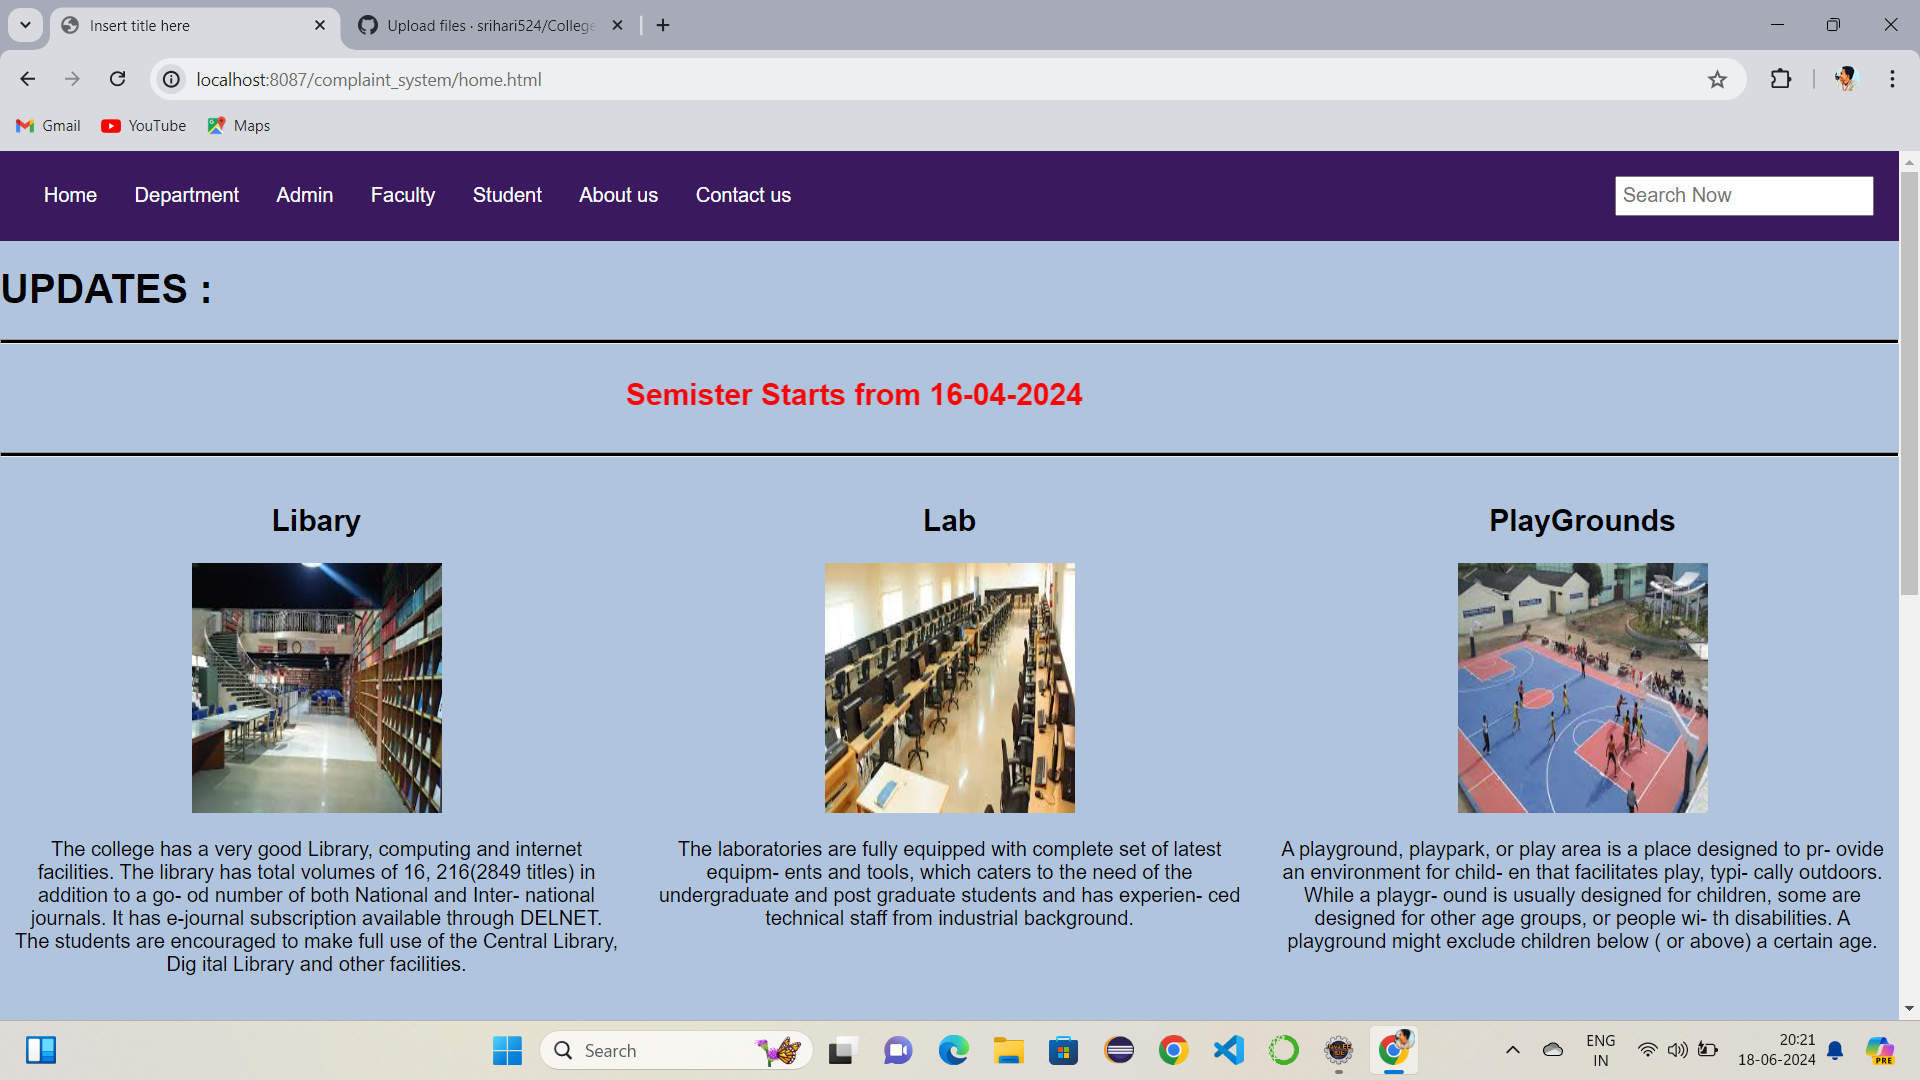 Insert title here
Upload files · srihari524/College
localhost:8087/complaint_system/home.html
Gmail
YouTube
Maps
Home
Department
Admin
Faculty
Student
About us
Contact us
Search Now
UPDATES :
Semister Starts from 16-04-2024
Libary
The college has a very good Library, computing and internet
facilities. The library has total volumes of 16, 216(2849 titles) in
addition to a go- od number of both National and Inter- national
journals. It has e-journal subscription available through DELNET.
The students are encouraged to make full use of the Central Library,
Dig ital Library and other facilities.
Lab
The laboratories are fully equipped with complete set of latest
equipm- ents and tools, which caters to the need of the
undergraduate and post graduate students and has experien- ced
technical staff from industrial background.
PlayGrounds
A playground, playpark, or play area is a place designed to pr- ovide
an environment for child- en that facilitates play, typi- cally outdoors.
While a playgr- ound is usually designed for children, some are
designed for other age groups, or people wi- th disabilities. A
playground might exclude children below ( or above) a certain age.
Search
ENG
IN
20:21
18-06-2024
PRE